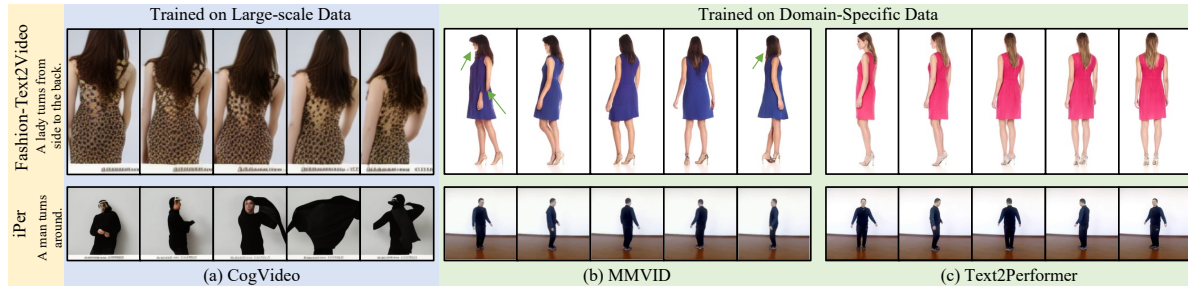 Trained on Large-scale Data
Trained on Domain-Specific Data
Fashion-Text2Video
A lady turns from
side to the back.
iPer
A man turns
around.
(a) CogVideo
(b) MMVID
(c) Text2Performer